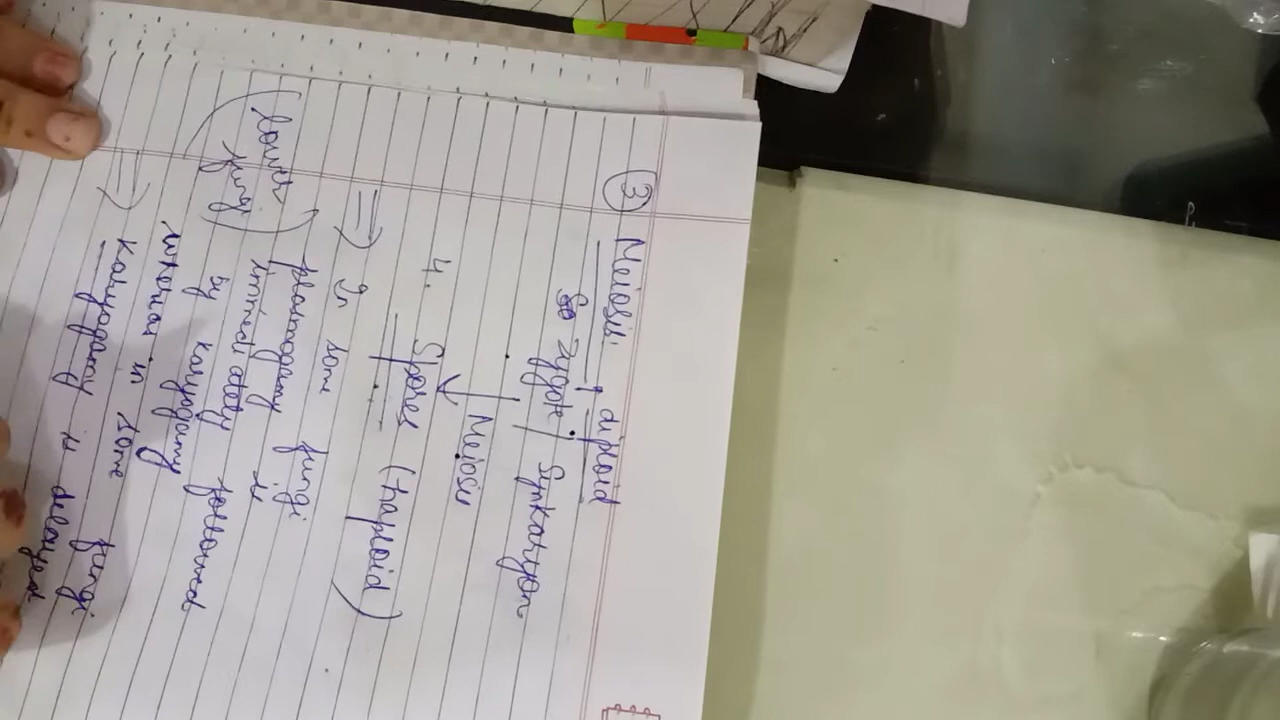 ③ Meiosis; diploid
zygote / Synkaryon
↓ Meiosis
4. Spores (haploid)
⇒ In some fungi
(lower fungi) plasmogamy is
immediately followed
by karyogamy
whereas in some fungi
⇒ Karyogamy is delayed